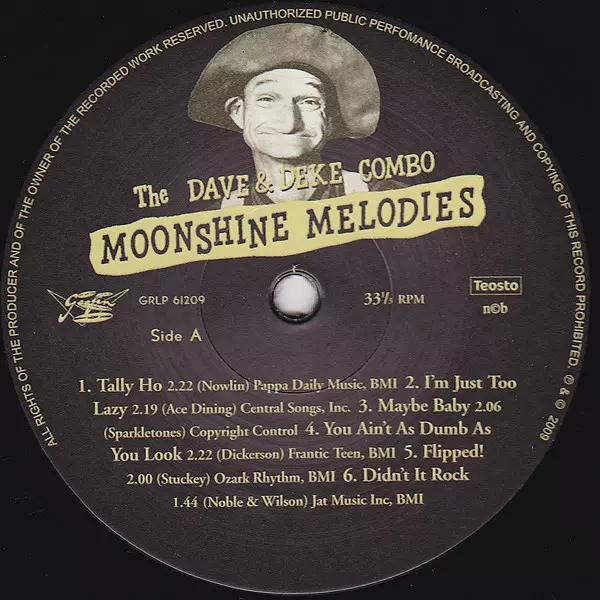 ALL RIGHTS OF THE PRODUCER AND OF THE OWNER OF THE RECORDED WORK RESERVED. UNAUTHORIZED PUBLIC PERFOMANCE BROADCASTING AND COPYING OF THIS RECORD PROHIBITED. ℗ & © 2009
The DAVE & DEKE COMBO
MOONSHINE MELODIES
Goofin'
GRLP 61209
33⅓ RPM
Teosto
n©b
Side A
1. Tally Ho 2.22 (Nowlin) Pappa Daily Music, BMI 2. I'm Just Too
Lazy 2.19 (Ace Dining) Central Songs, Inc. 3. Maybe Baby 2.06
(Sparkletones) Copyright Control 4. You Ain't As Dumb As
You Look 2.22 (Dickerson) Frantic Teen, BMI 5. Flipped!
2.00 (Stuckey) Ozark Rhythm, BMI 6. Didn't It Rock
1.44 (Noble & Wilson) Jat Music Inc, BMI